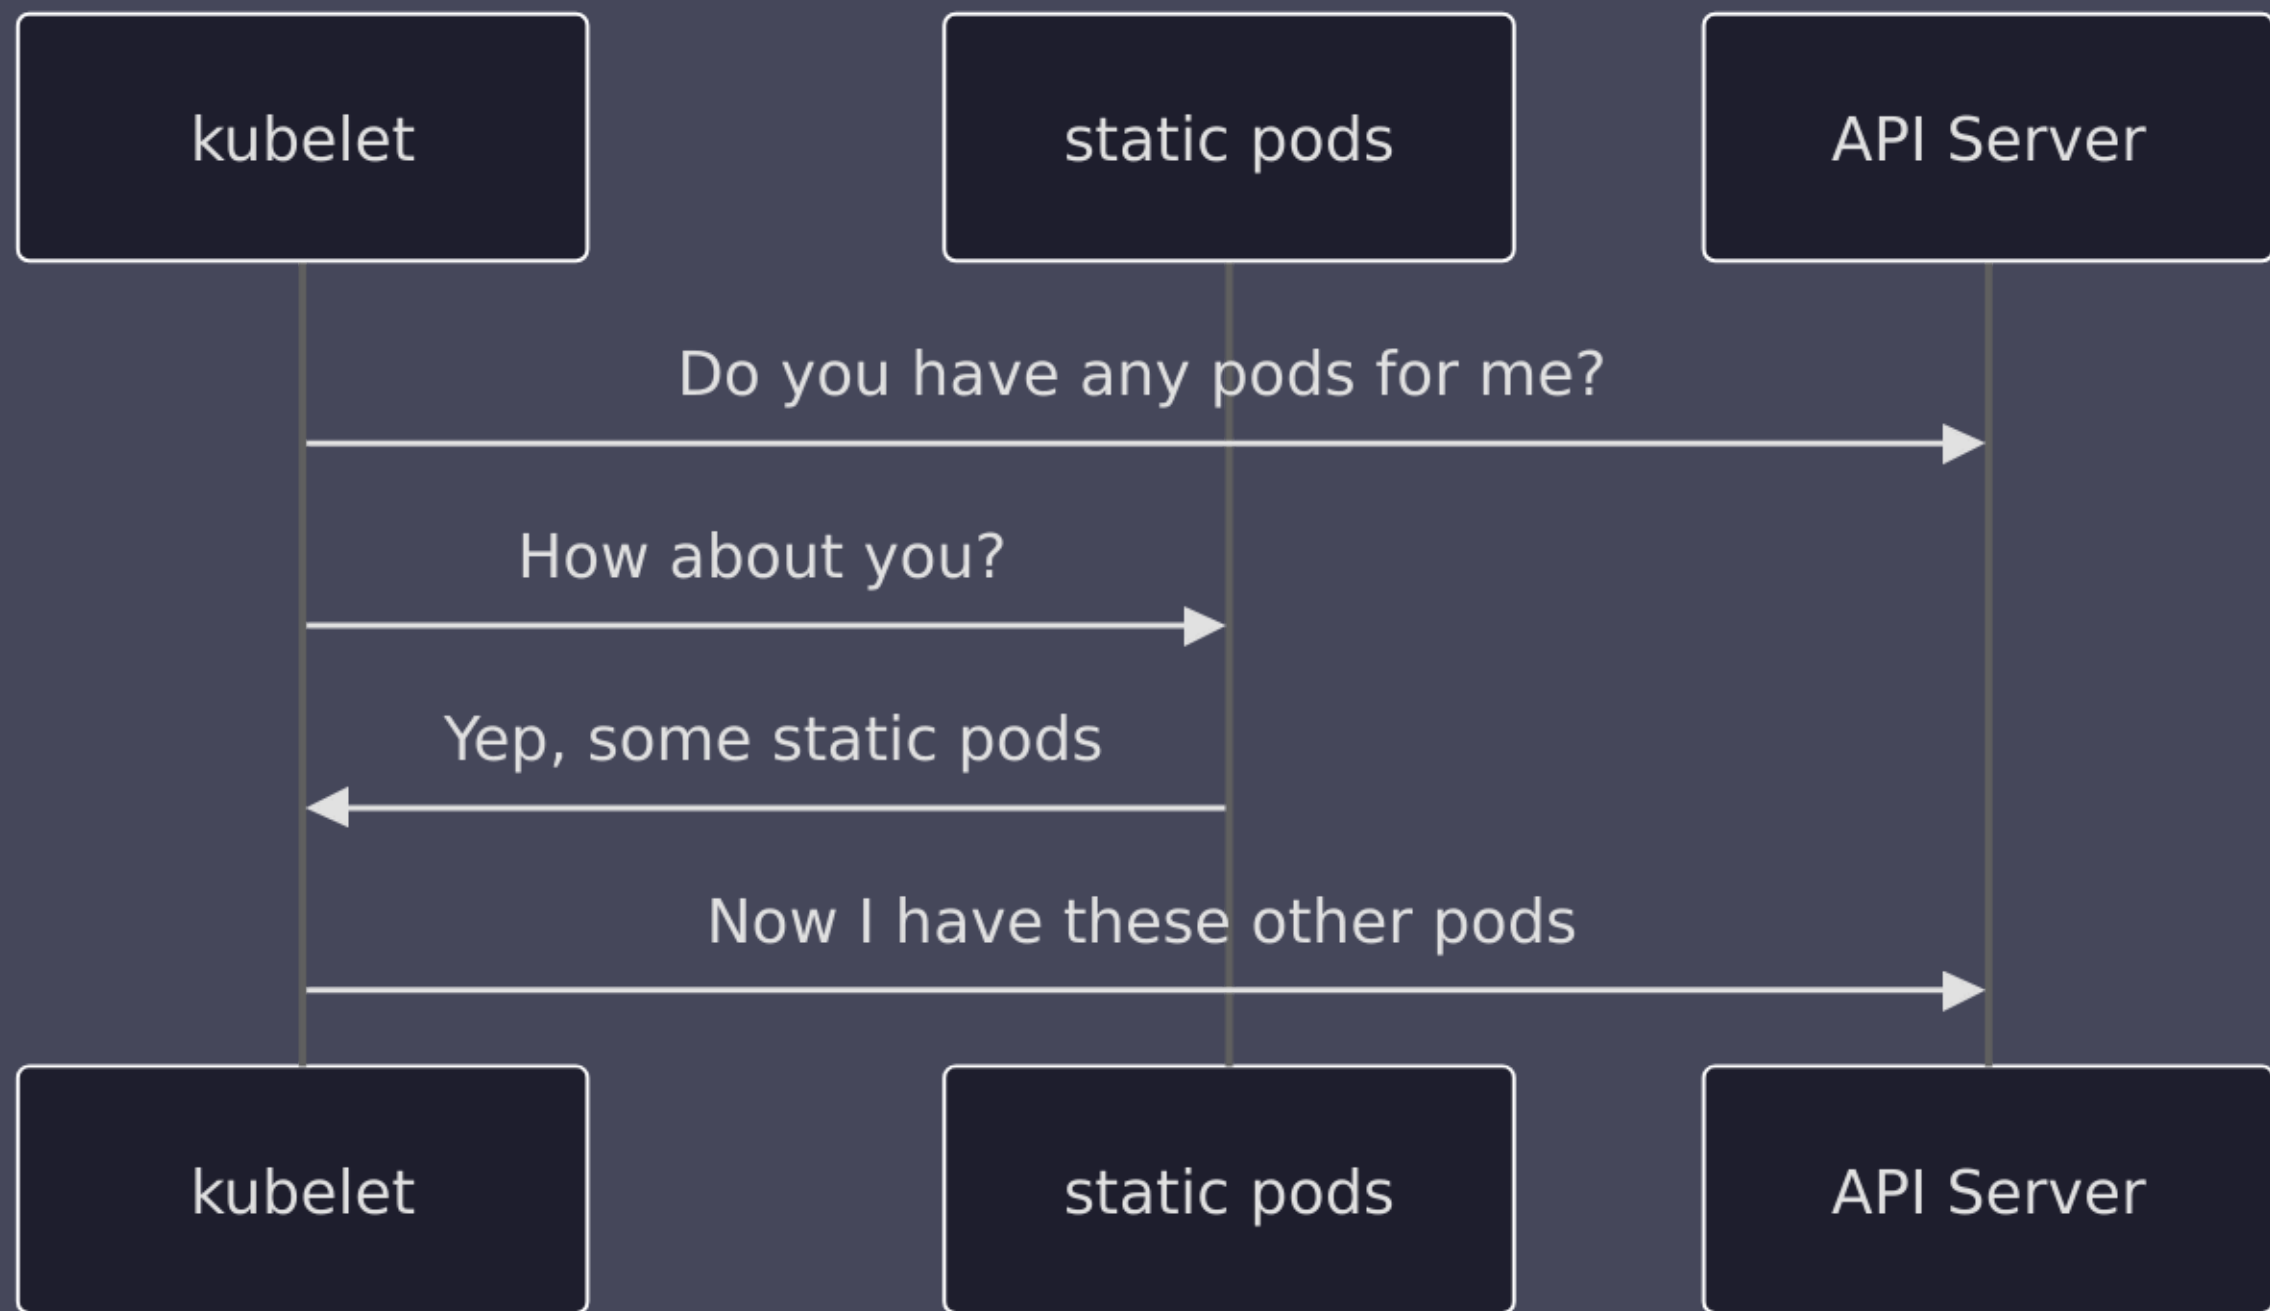 kubelet
static pods
API Server
Do you have any pods for me?
How about you?
Yep, some static pods
Now I have these other pods
kubelet
static pods
API Server